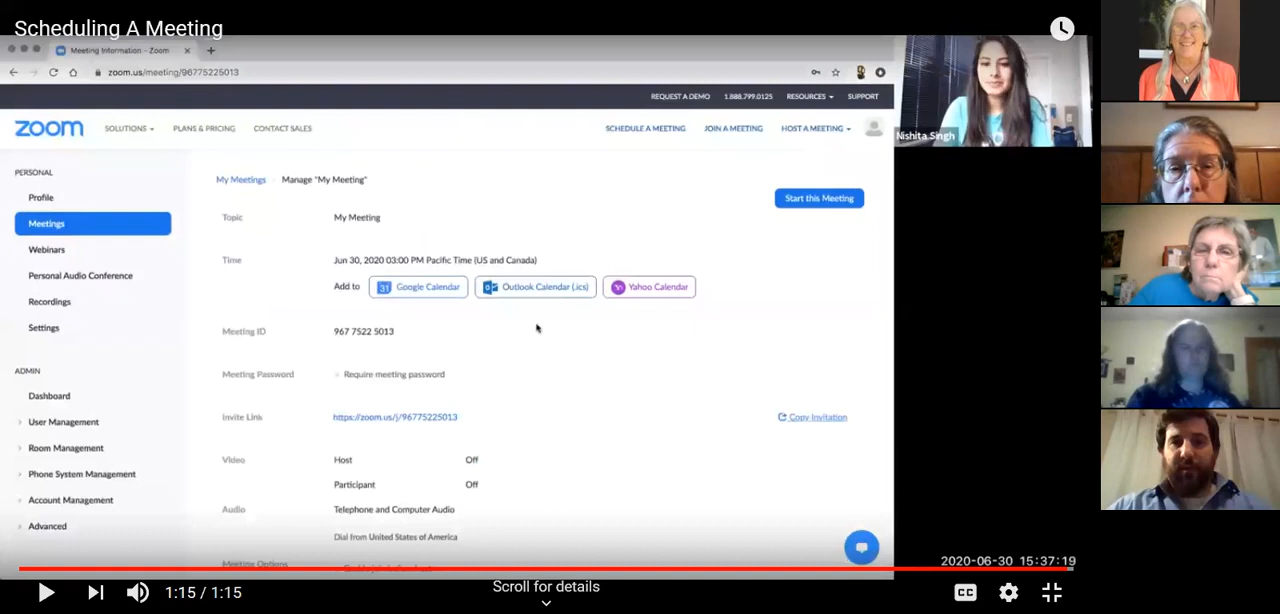 Scheduling A Meeting
Meeting Information - Zoom
zoom.us/meeting/96775225013
REQUEST A DEMO 1.888.799.0125 RESOURCES SUPPORT
zoom SOLUTIONS PLANS & PRICING CONTACT SALES SCHEDULE A MEETING JOIN A MEETING HOST A MEETING
Nishita Singh
PERSONAL
Profile
Meetings
Webinars
Personal Audio Conference
Recordings
Settings
ADMIN
Dashboard
User Management
Room Management
Phone System Management
Account Management
Advanced
My Meetings Manage "My Meeting"
Start this Meeting
Topic My Meeting
Time Jun 30, 2020 03:00 PM Pacific Time (US and Canada)
Add to 31 Google Calendar Outlook Calendar (.ics) Yahoo Calendar
Meeting ID 967 7522 5013
Meeting Password × Require meeting password
Invite Link https://zoom.us/j/96775225013 Copy Invitation
Video Host Off
Participant Off
Audio Telephone and Computer Audio
Dial from United States of America
Meeting Options
2020-06-30 15:37:19
1:15 / 1:15 Scroll for details CC